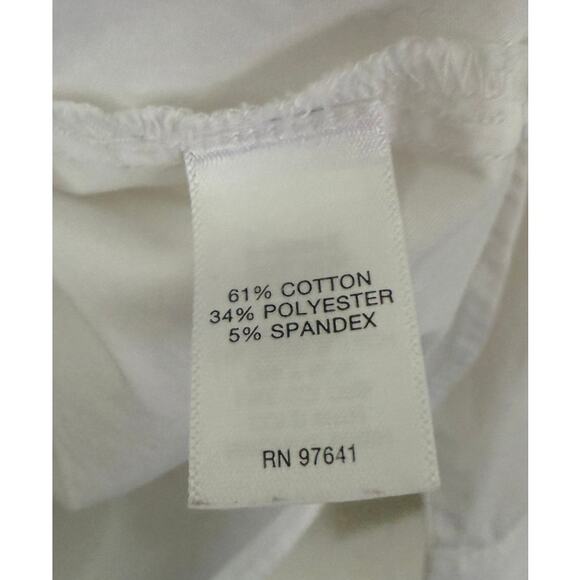 61% COTTON
34% POLYESTER
5% SPANDEX
RN 97641